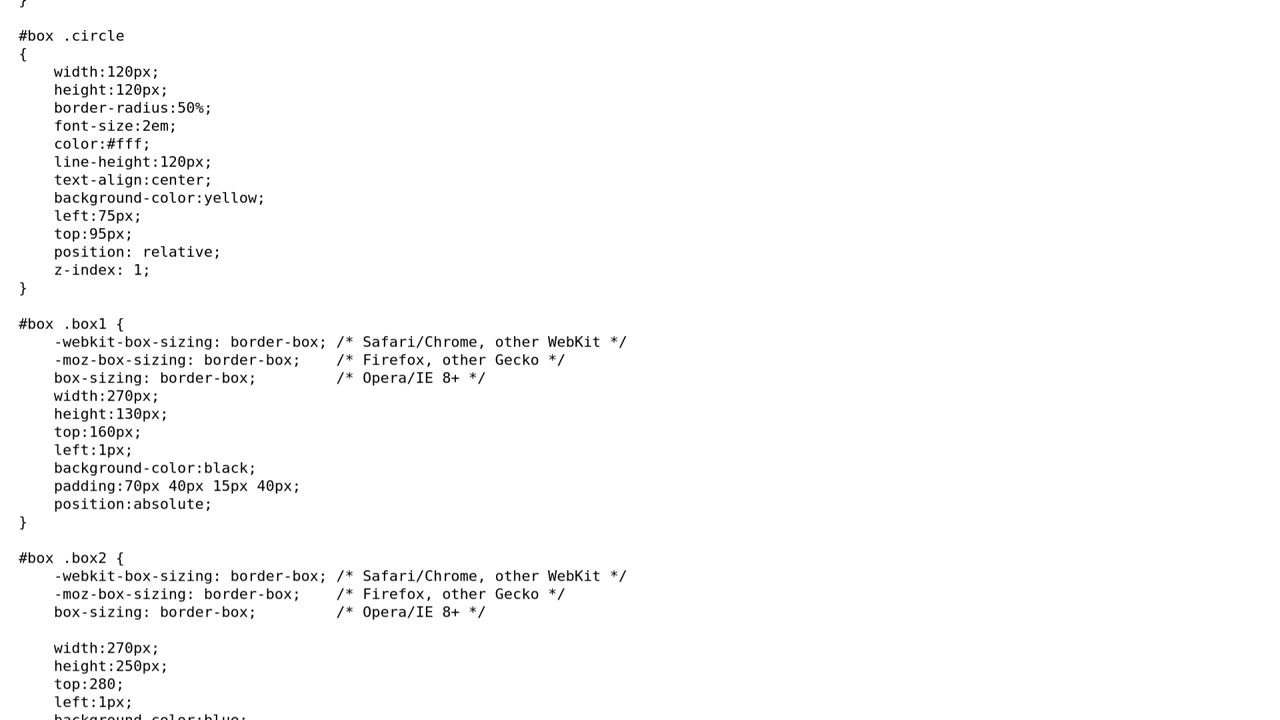 }

#box .circle
{
    width:120px;
    height:120px;
    border-radius:50%;
    font-size:2em;
    color:#fff;
    line-height:120px;
    text-align:center;
    background-color:yellow;
    left:75px;
    top:95px;
    position: relative;
    z-index: 1;
}

#box .box1 {
    -webkit-box-sizing: border-box; /* Safari/Chrome, other WebKit */
    -moz-box-sizing: border-box;    /* Firefox, other Gecko */
    box-sizing: border-box;         /* Opera/IE 8+ */
    width:270px;
    height:130px;
    top:160px;
    left:1px;
    background-color:black;
    padding:70px 40px 15px 40px;
    position:absolute;
}

#box .box2 {
    -webkit-box-sizing: border-box; /* Safari/Chrome, other WebKit */
    -moz-box-sizing: border-box;    /* Firefox, other Gecko */
    box-sizing: border-box;         /* Opera/IE 8+ */

    width:270px;
    height:250px;
    top:280;
    left:1px;
    background-color:blue;